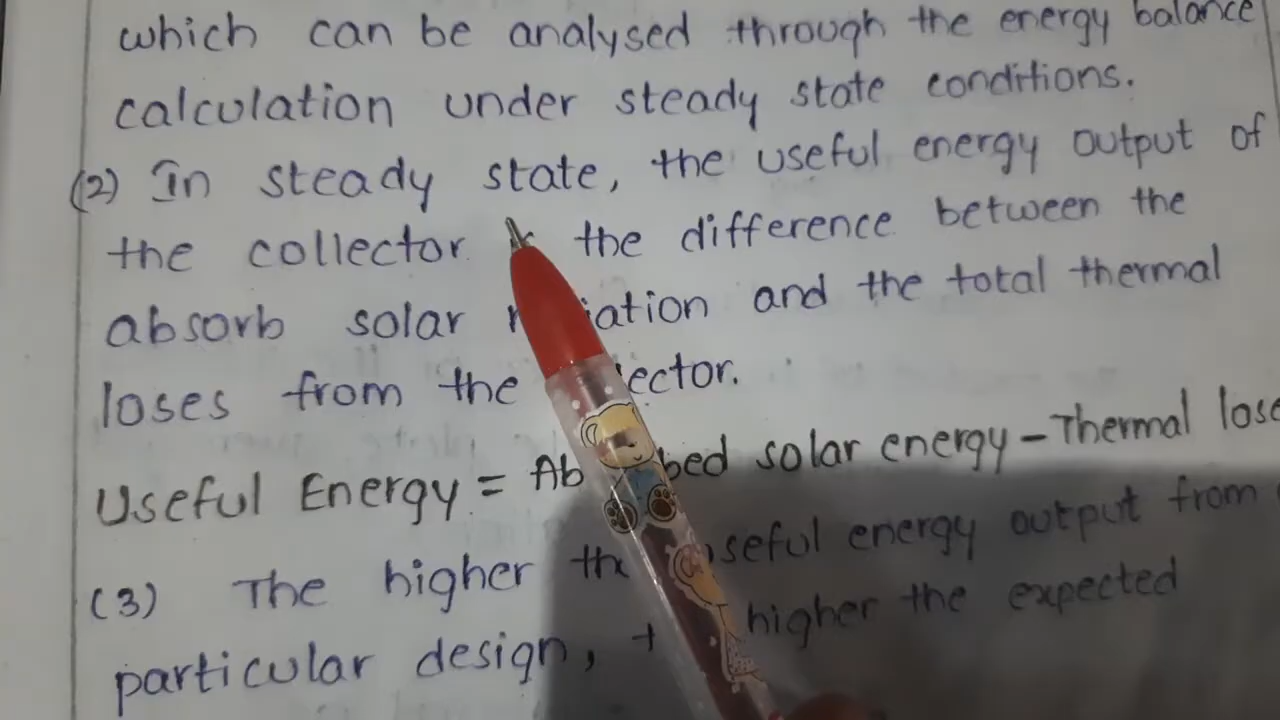 which can be analysed through the energy balance
calculation under steady state conditions.
(2) In steady state, the useful energy output of
the collector the difference between the
absorb solar and the total thermal
loses from the
Useful Energy = solar energy - Thermal lose
(3) The higher useful energy output from
particular design, higher the expected